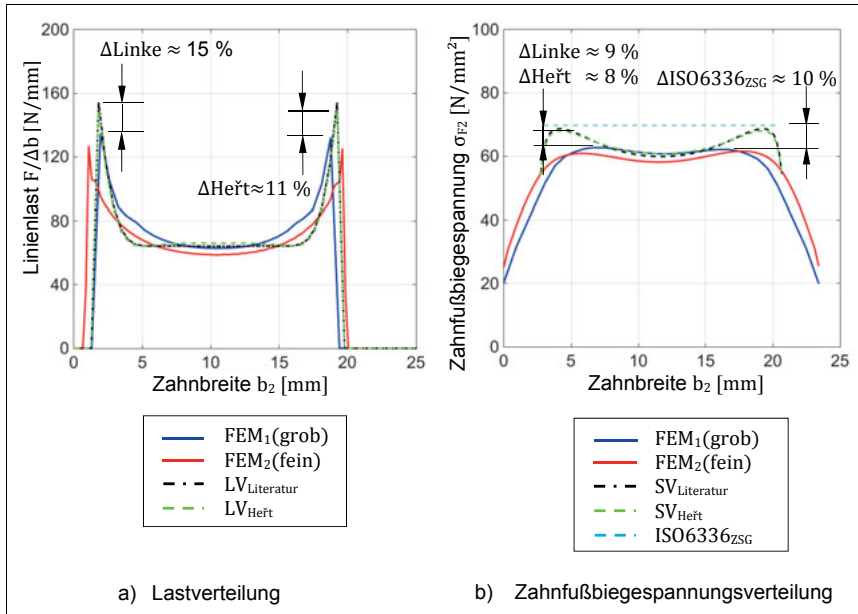 ΔLinke ≈ 15 %
ΔHeřt≈11 %
Linienlast F/Δb [N/mm]
200
160
120
80
40
0
0 5 10 15 20 25
Zahnbreite b₂ [mm]
FEM₁(grob)
FEM₂(fein)
LV_Literatur
LV_Heřt
a) Lastverteilung
ΔLinke ≈ 9 %
ΔHeřt ≈ 8 %
ΔISO6336_ZSG ≈ 10 %
Zahnfußbiegespannung σ_F2 [N/mm²]
100
80
60
40
20
0
0 5 10 15 20 25
Zahnbreite b₂ [mm]
FEM₁(grob)
FEM₂(fein)
SV_Literatur
SV_Heřt
ISO6336_ZSG
b) Zahnfußbiegespannungsverteilung